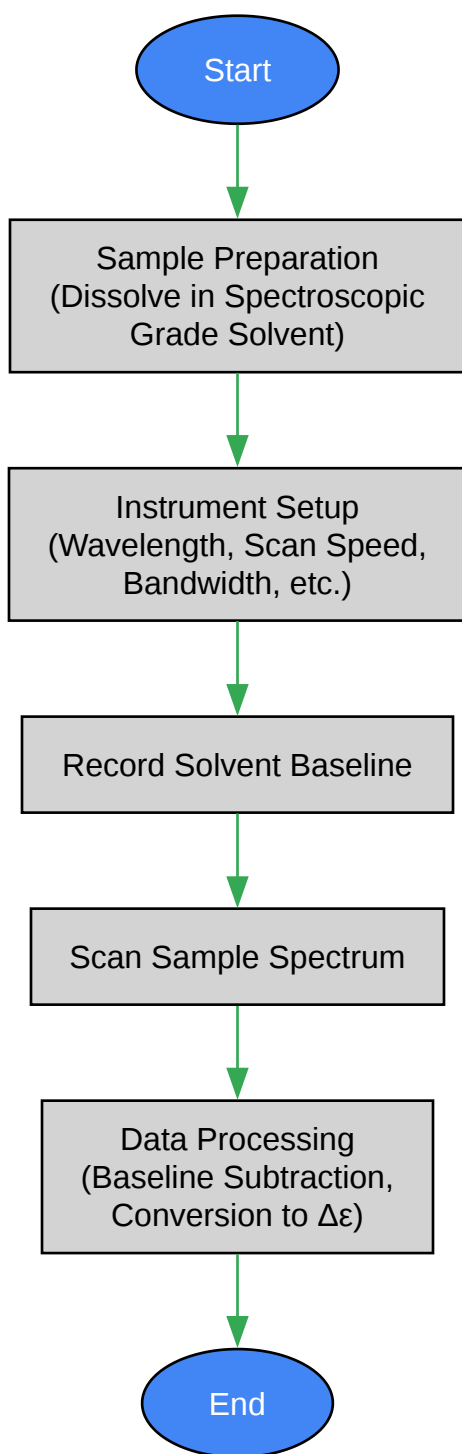 Start
Sample Preparation
(Dissolve in Spectroscopic
Grade Solvent)
Instrument Setup
(Wavelength, Scan Speed,
Bandwidth, etc.)
Record Solvent Baseline
Scan Sample Spectrum
Data Processing
(Baseline Subtraction,
Conversion to Δε)
End